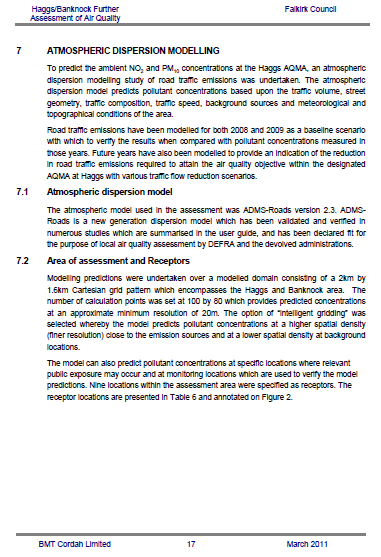 Haggs/Banknock Further Falkirk Council
Assessment of Air Quality
7 ATMOSPHERIC DISPERSION MODELLING
To predict the ambient NO2 and PM10 concentrations at the Haggs AQMA, an atmospheric
dispersion modelling study of road traffic emissions was undertaken. The atmospheric
dispersion model predicts pollutant concentrations based upon the traffic volume, street
geometry, traffic composition, traffic speed, background sources and meteorological and
topographical conditions of the area.
Road traffic emissions have been modelled for both 2008 and 2009 as a baseline scenario
with which to verify the results when compared with pollutant concentrations measured in
those years. Future years have also been modelled to provide an indication of the reduction
in road traffic emissions required to attain the air quality objective within the designated
AQMA at Haggs with various traffic flow reduction scenarios.
7.1 Atmospheric dispersion model
The atmospheric model used in the assessment was ADMS-Roads version 2.3. ADMS-
Roads is a new generation dispersion model which has been validated and verified in
numerous studies which are summarised in the user guide, and has been declared fit for
the purpose of local air quality assessment by DEFRA and the devolved administrations.
7.2 Area of assessment and Receptors
Modelling predictions were undertaken over a modelled domain consisting of a 2km by
1.6km Cartesian grid pattern which encompasses the Haggs and Banknock area. The
number of calculation points was set at 100 by 80 which provides predicted concentrations
at an approximate minimum resolution of 20m. The option of "intelligent gridding" was
selected whereby the model predicts pollutant concentrations at a higher spatial density
(finer resolution) close to the emission sources and at a lower spatial density at background
locations.
The model can also predict pollutant concentrations at specific locations where relevant
public exposure may occur and at monitoring locations which are used to verify the model
predictions. Nine locations within the assessment area were specified as receptors. The
receptor locations are presented in Table 6 and annotated on Figure 2.
BMT Cordah Limited 17 March 2011